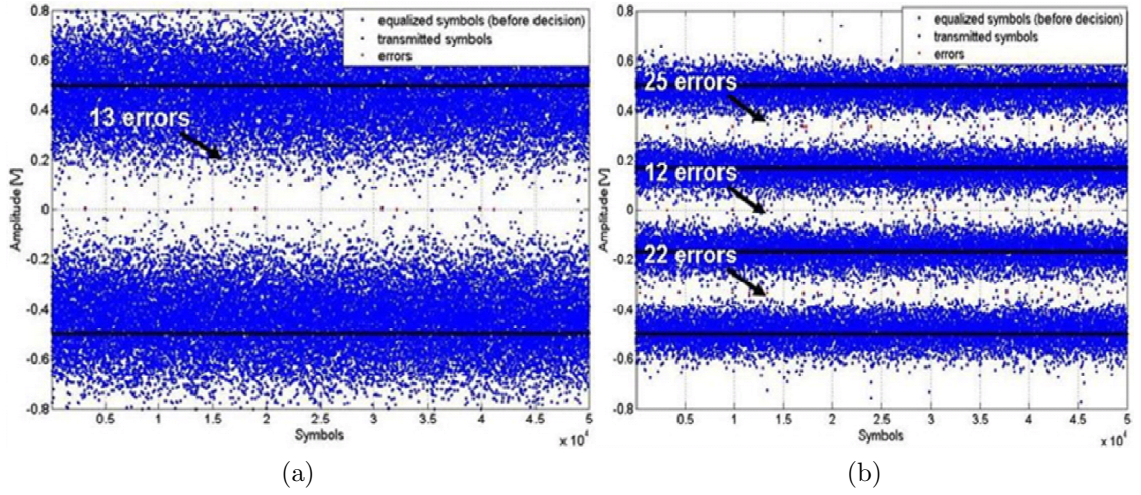 0.8
0.6
0.4
0.2
0
-0.2
-0.4
-0.6
-0.8
Amplitude [V]
equalized symbols (before decision)
transmitted symbols
errors
13 errors
0.5
1
1.5
2
2.5
3
3.5
4
4.5
5
Symbols
× 10⁴
(a)
0.8
0.6
0.4
0.2
0
-0.2
-0.4
-0.6
-0.8
Amplitude [V]
equalized symbols (before decision)
transmitted symbols
errors
25 errors
12 errors
22 errors
0.5
1
1.5
2
2.5
3
3.5
4
4.5
5
Symbols
× 10⁴
(b)